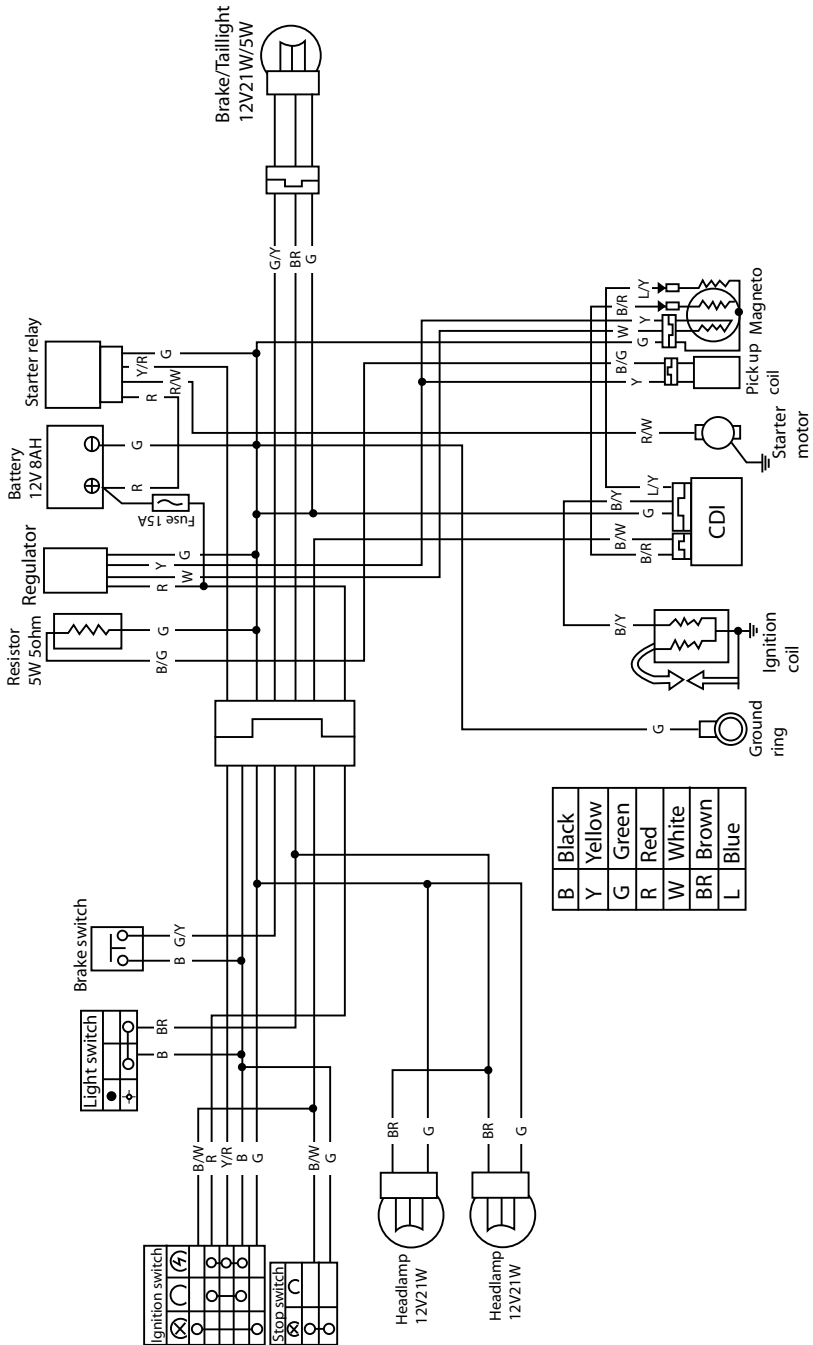 Brake/Taillight
12V21W/5W
G/Y
BR
G
Starter relay
G
Y/R
R/W
R
Battery
12V 8AH
G
R
Fuse 15A
Regulator
G
Y
W
R
Resistor
5W 5ohm
G
B/G
L/Y
B/R
Y
W
G
Magneto
B/G
Y
Pick up
coil
R/W
Starter
motor
L/Y
B/Y
G
B/W
B/R
CDI
B/Y
Ignition
coil
G
Ground
ring
B Black
Y Yellow
G Green
R Red
W White
BR Brown
L Blue
Brake switch
G/Y
B
Light switch
BR
B
B/W
R
Y/R
B
G
Ignition switch
B/W
G
Stop switch
BR
G
Headlamp
12V21W
BR
G
Headlamp
12V21W